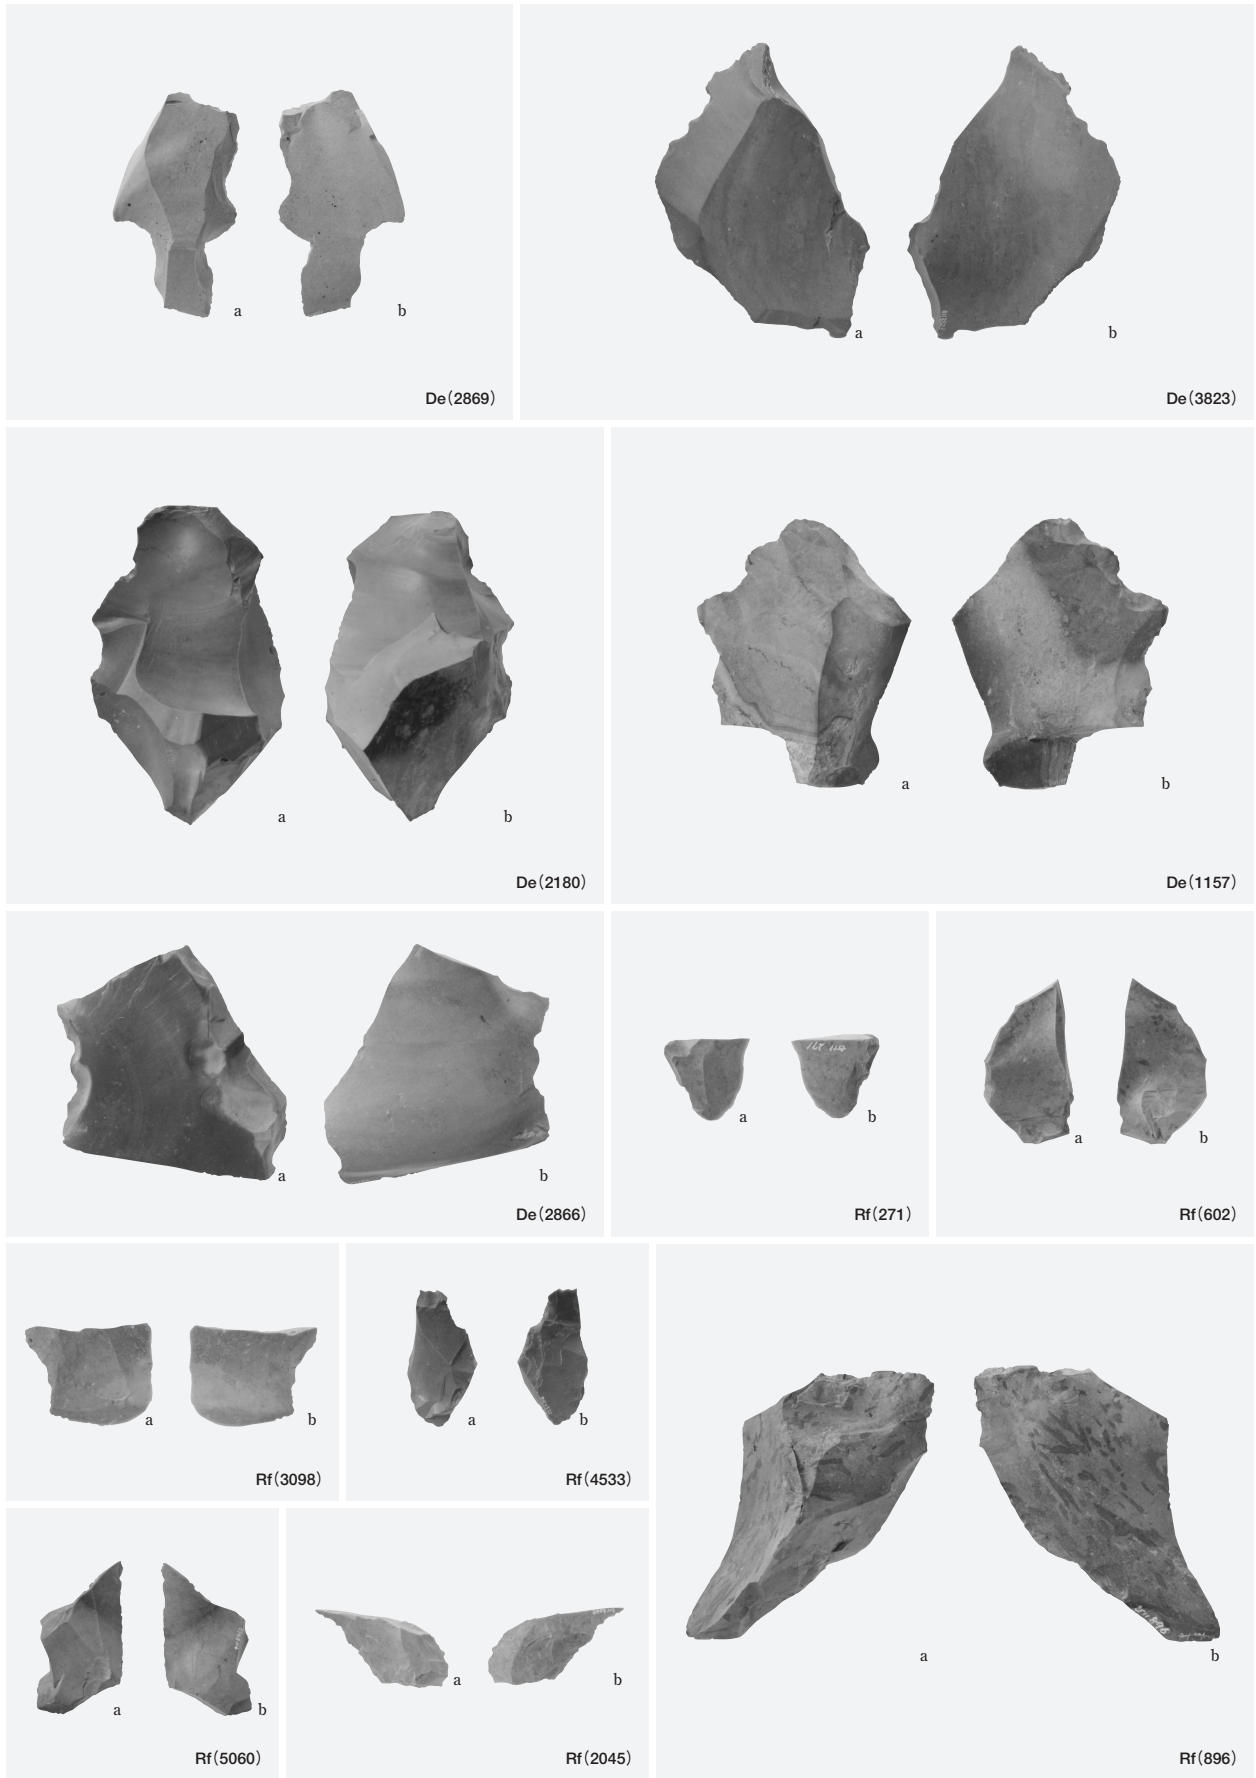 a
b
De（2869）
a
b
De（3823）
a
b
De（2180）
a
b
De（1157）
a
b
De（2866）
a
b
Rf（271）
a
b
Rf（602）
a
b
Rf（3098）
a
b
Rf（4533）
a
b
Rf（5060）
a
b
Rf（2045）
a
b
Rf（896）